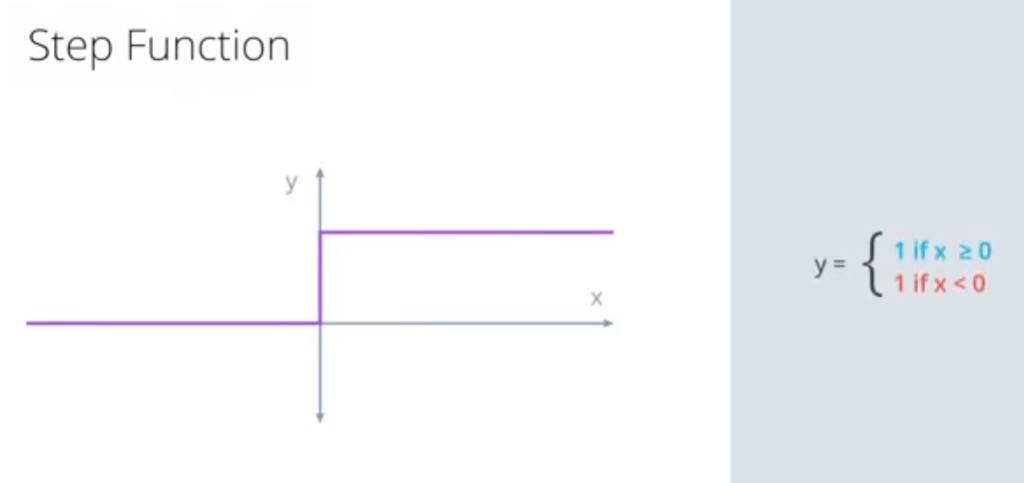 Step Function
y
x
y = { 1 if x ≥ 0
1 if x < 0